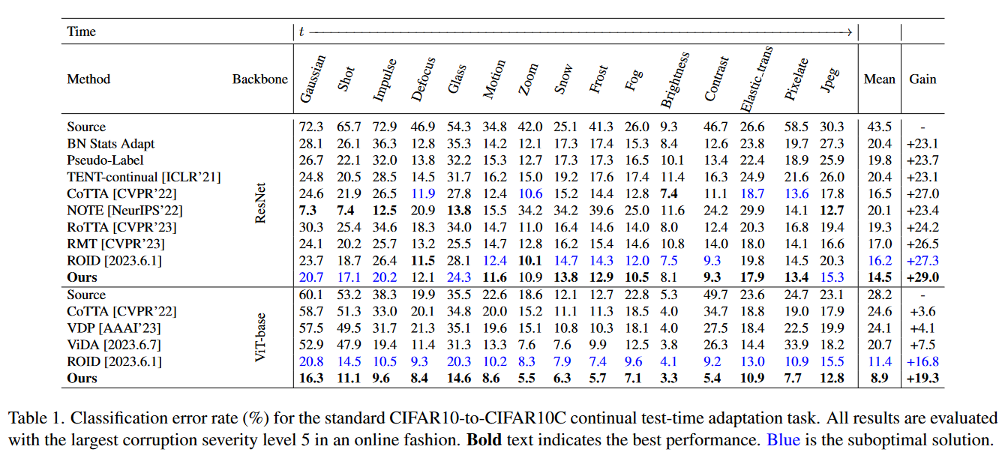 Time t
Method Backbone Gaussian Shot Impulse Defocus Glass Motion Zoom Snow Frost Fog Brightness Contrast Elastic_trans Pixelate Jpeg Mean Gain
ResNet
Source 72.3 65.7 72.9 46.9 54.3 34.8 42.0 25.1 41.3 26.0 9.3 46.7 26.6 58.5 30.3 43.5 -
BN Stats Adapt 28.1 26.1 36.3 12.8 35.3 14.2 12.1 17.3 17.4 15.3 8.4 12.6 23.8 19.7 27.3 20.4 +23.1
Pseudo-Label 26.7 22.1 32.0 13.8 32.2 15.3 12.7 17.3 17.3 16.5 10.1 13.4 22.4 18.9 25.9 19.8 +23.7
TENT-continual [ICLR'21] 24.8 20.5 28.5 14.5 31.7 16.2 15.0 19.2 17.6 17.4 11.4 16.3 24.9 21.6 26.0 20.4 +23.1
CoTTA [CVPR'22] 24.6 21.9 26.5 11.9 27.8 12.4 10.6 15.2 14.4 12.8 7.4 11.1 18.7 13.6 17.8 16.5 +27.0
NOTE [NeurIPS'22] 7.3 7.4 12.5 20.9 13.8 15.5 34.2 34.2 39.6 25.0 11.6 24.2 29.9 14.1 12.7 20.1 +23.4
RoTTA [CVPR'23] 30.3 25.4 34.6 18.3 34.0 14.7 11.0 16.4 14.6 14.0 8.0 12.4 20.3 16.8 19.4 19.3 +24.2
RMT [CVPR'23] 24.1 20.2 25.7 13.2 25.5 14.7 12.8 16.2 15.4 14.6 10.8 14.0 18.0 14.1 16.6 17.0 +26.5
ROID [2023.6.1] 23.7 18.7 26.4 11.5 28.1 12.4 10.1 14.7 14.3 12.0 7.5 9.3 19.8 14.5 20.3 16.2 +27.3
Ours 20.7 17.1 20.2 12.1 24.3 11.6 10.9 13.8 12.9 10.5 8.1 9.3 17.9 13.4 15.3 14.5 +29.0
ViT-base
Source 60.1 53.2 38.3 19.9 35.5 22.6 18.6 12.1 12.7 22.8 5.3 49.7 23.6 24.7 23.1 28.2 -
CoTTA [CVPR'22] 58.7 51.3 33.0 20.1 34.8 20.0 15.2 11.1 11.3 18.5 4.0 34.7 18.8 19.0 17.9 24.6 +3.6
VDP [AAAI'23] 57.5 49.5 31.7 21.3 35.1 19.6 15.1 10.8 10.3 18.1 4.0 27.5 18.4 22.5 19.9 24.1 +4.1
ViDA [2023.6.7] 52.9 47.9 19.4 11.4 31.3 13.3 7.6 7.6 9.9 12.5 3.8 26.3 14.4 33.9 18.2 20.7 +7.5
ROID [2023.6.1] 20.8 14.5 10.5 9.3 20.3 10.2 8.3 7.9 7.4 9.6 4.1 9.2 13.0 10.9 15.5 11.4 +16.8
Ours 16.3 11.1 9.6 8.4 14.6 8.6 5.5 6.3 5.7 7.1 3.3 5.4 10.9 7.7 12.8 8.9 +19.3
Table 1. Classification error rate (%) for the standard CIFAR10-to-CIFAR10C continual test-time adaptation task. All results are evaluated
with the largest corruption severity level 5 in an online fashion. Bold text indicates the best performance. Blue is the suboptimal solution.